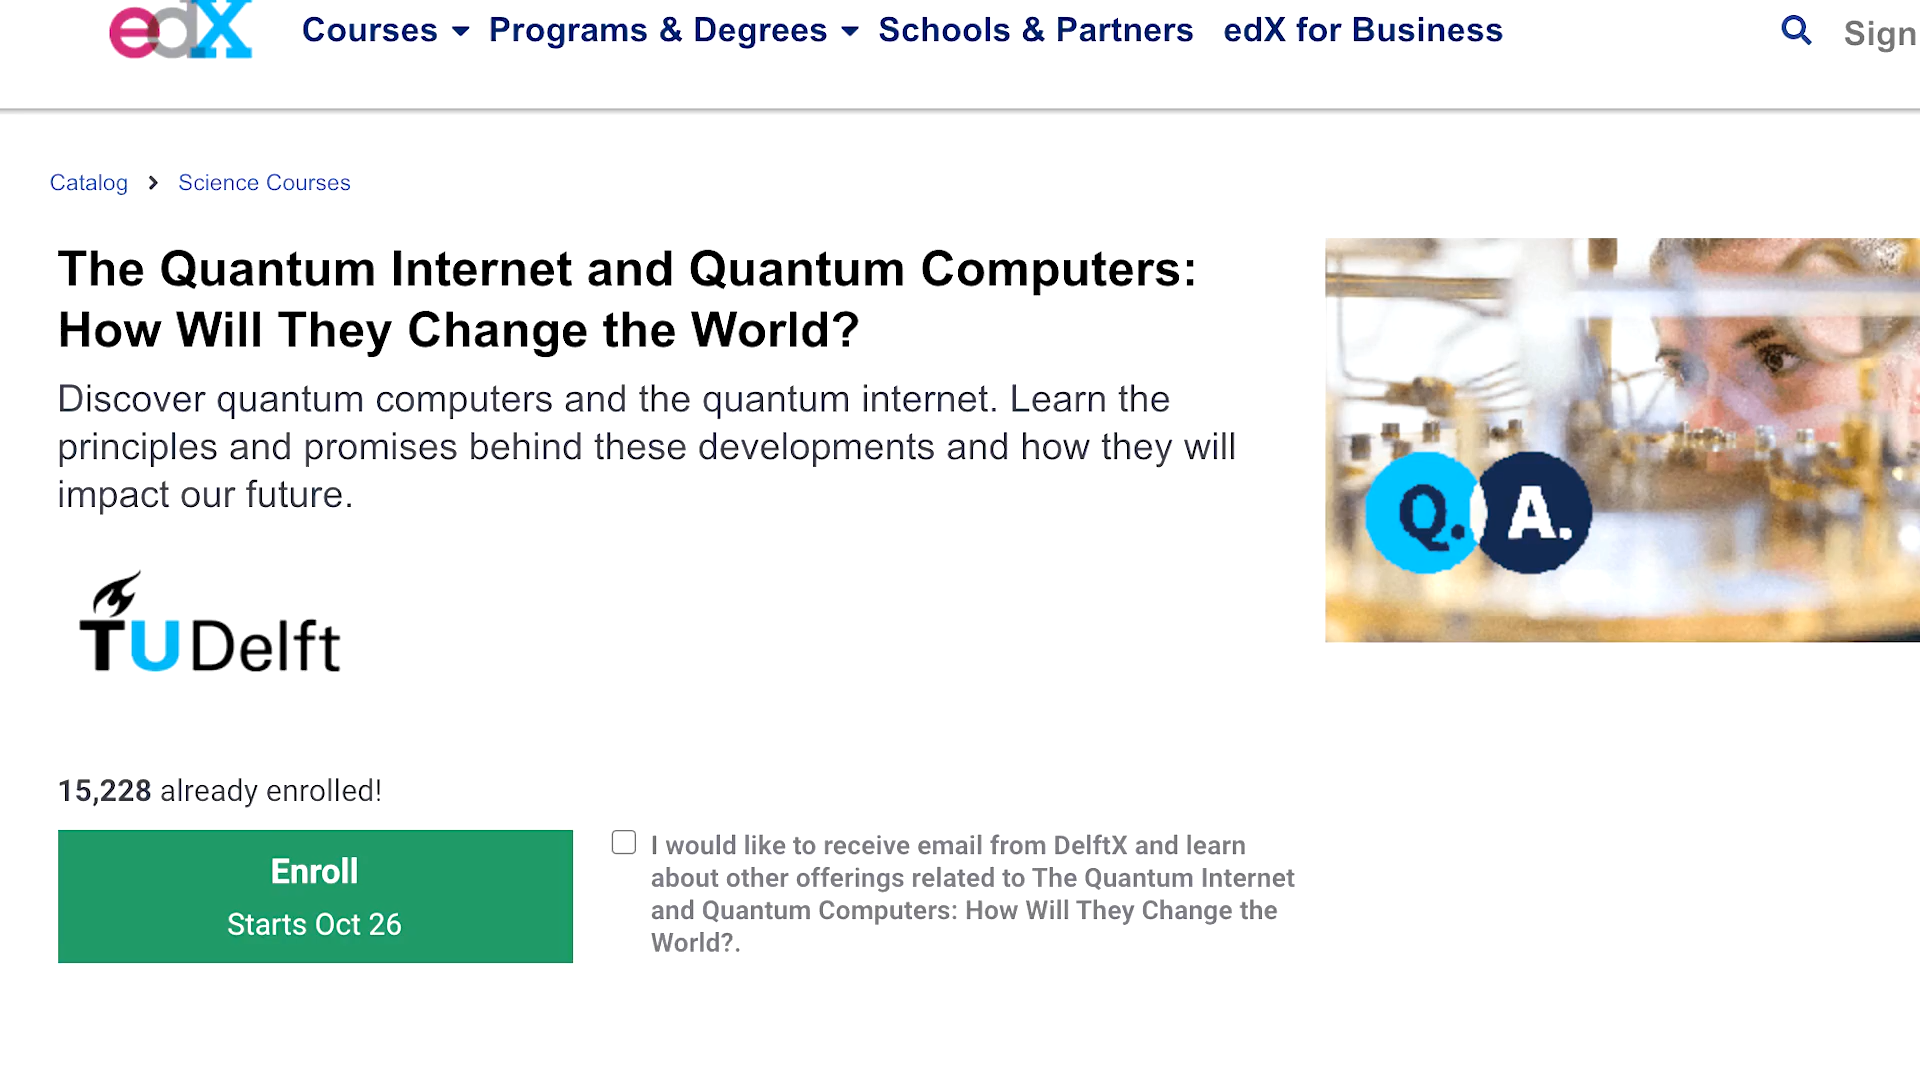 edX
Courses Programs & Degrees Schools & Partners edX for Business Sign
Catalog Science Courses
The Quantum Internet and Quantum Computers:
How Will They Change the World?
Discover quantum computers and the quantum internet. Learn the
principles and promises behind these developments and how they will
impact our future.
Q. A.
TU Delft
15,228 already enrolled!
Enroll
Starts Oct 26
I would like to receive email from DelftX and learn
about other offerings related to The Quantum Internet
and Quantum Computers: How Will They Change the
World?.